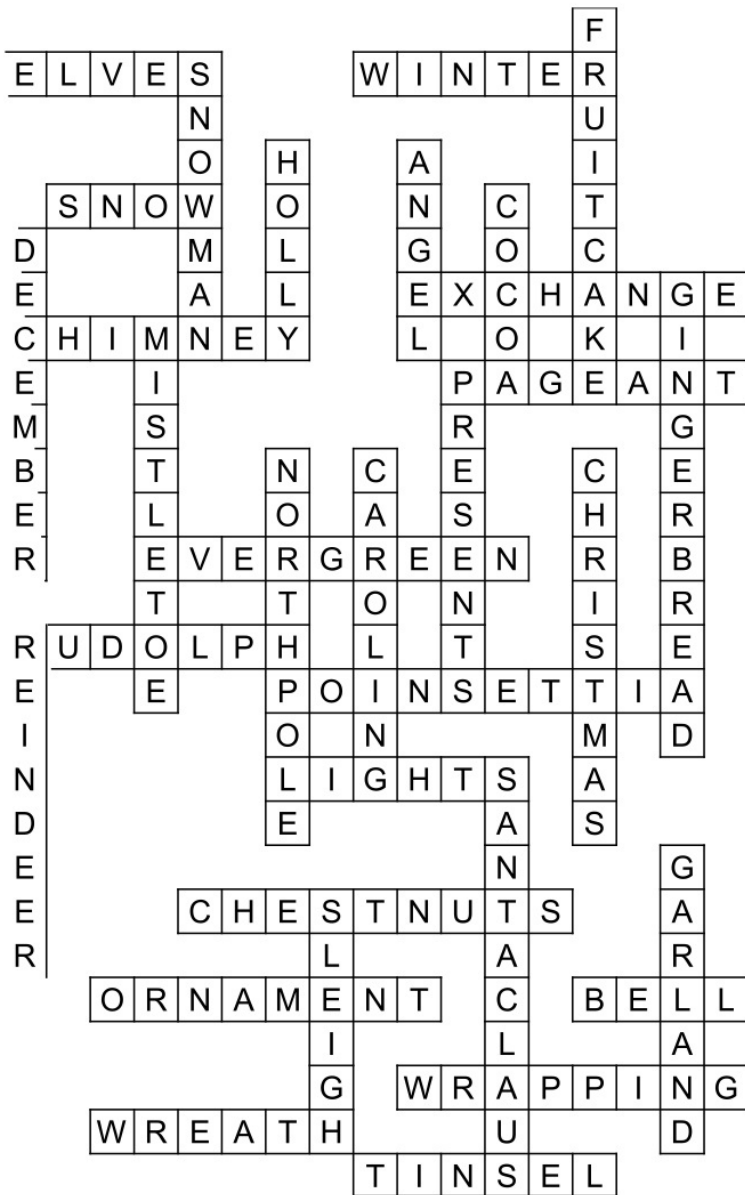 FRUITCAKE
ELVES
SNOWMAN
WINTER
HOLLY
ANGEL
SNOW
COCOA
DECEMBER
EXCHANGE
GINGERBREAD
CHIMNEY
MISTLETOE
PRESENTS
PAGEANT
NORTHPOLE
CAROLING
CHRISTMAS
EVERGREEN
RUDOLPH
REINDEER
POINSETTIA
LIGHTS
SANTACLAUS
GARLAND
CHESTNUTS
SLEIGH
ORNAMENT
BELL
WRAPPING
WREATH
TINSEL